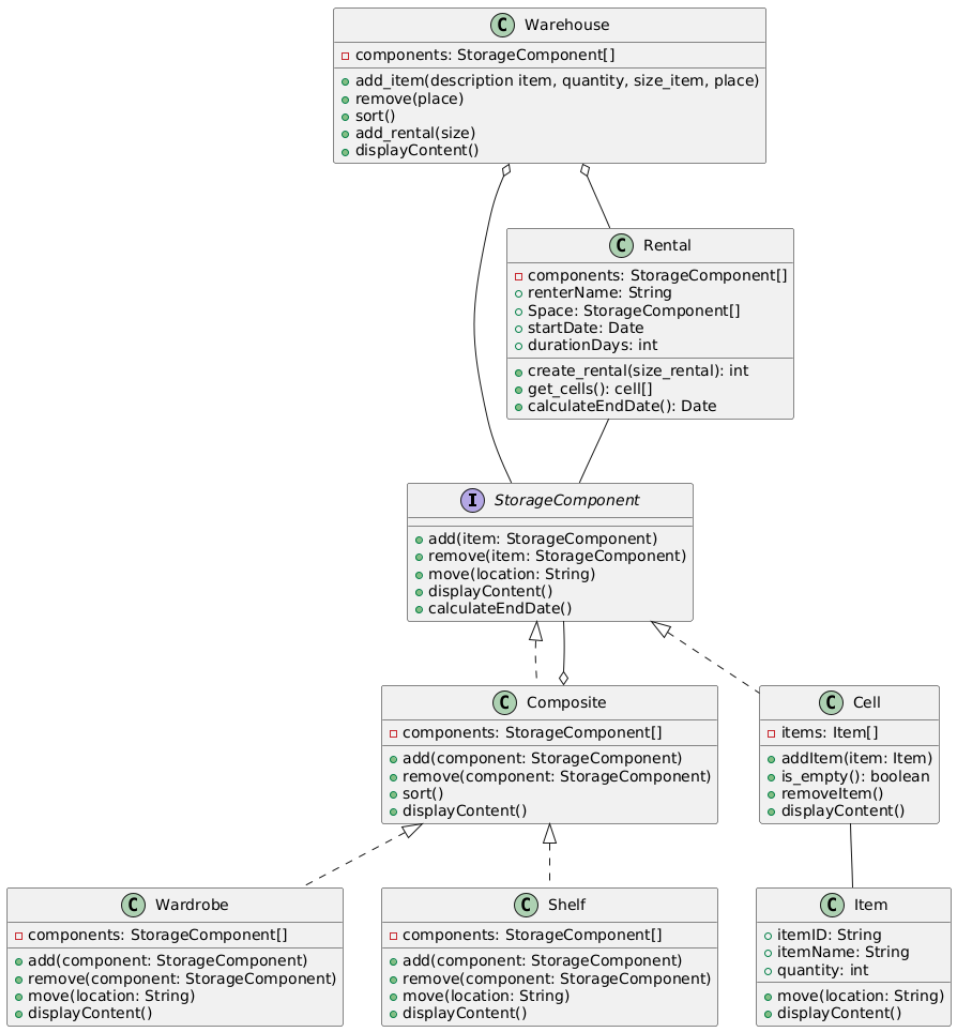 C Warehouse
components: StorageComponent[]
add_item(description item, quantity, size_item, place)
remove(place)
sort()
add_rental(size)
displayContent()
C Rental
components: StorageComponent[]
renterName: String
Space: StorageComponent[]
startDate: Date
durationDays: int
create_rental(size_rental): int
get_cells(): cell[]
calculateEndDate(): Date
I StorageComponent
add(item: StorageComponent)
remove(item: StorageComponent)
move(location: String)
displayContent()
calculateEndDate()
C Composite
components: StorageComponent[]
add(component: StorageComponent)
remove(component: StorageComponent)
sort()
displayContent()
C Cell
items: Item[]
addItem(item: Item)
is_empty(): boolean
removeItem()
displayContent()
C Wardrobe
components: StorageComponent[]
add(component: StorageComponent)
remove(component: StorageComponent)
move(location: String)
displayContent()
C Shelf
components: StorageComponent[]
add(component: StorageComponent)
remove(component: StorageComponent)
move(location: String)
displayContent()
C Item
itemID: String
itemName: String
quantity: int
move(location: String)
displayContent()